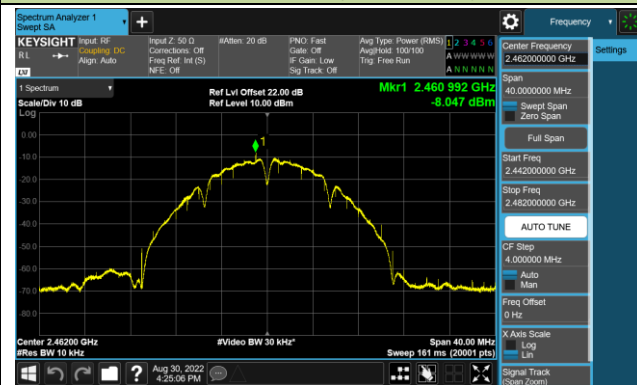 Spectrum Analyzer 1
Swept SA
Frequency
KEYSIGHT
Input: RF
Coupling: DC
Align: Auto
Input Z: 50 Ω
Corrections: Off
Freq Ref: Int (S)
NFE: Off
#Atten: 20 dB
PNO: Fast
Gate: Off
IF Gain: Low
Sig Track: Off
Avg Type: Power (RMS)
Avg|Hold: 100/100
Trig: Free Run
1 2 3 4 5 6
A W W W W W
A N N N N N
RL
LXI
1 Spectrum
Scale/Div 10 dB
Log
Ref Lvl Offset 22.00 dB
Ref Level 10.00 dBm
Mkr1 2.460 992 GHz
-8.047 dBm
1
0.00
-10.0
-20.0
-30.0
-40.0
-50.0
-60.0
-70.0
-80.0
Center 2.46200 GHz
#Res BW 10 kHz
#Video BW 30 kHz*
Span 40.00 MHz
Sweep 161 ms (20001 pts)
Aug 30, 2022
4:25:06 PM
Center Frequency
2.462000000 GHz
Settings
Span
40.0000000 MHz
Swept Span
Zero Span
Full Span
Start Freq
2.442000000 GHz
Stop Freq
2.482000000 GHz
AUTO TUNE
CF Step
4.000000 MHz
Auto
Man
Freq Offset
0 Hz
X Axis Scale
Log
Lin
Signal Track
(Span Zoom)